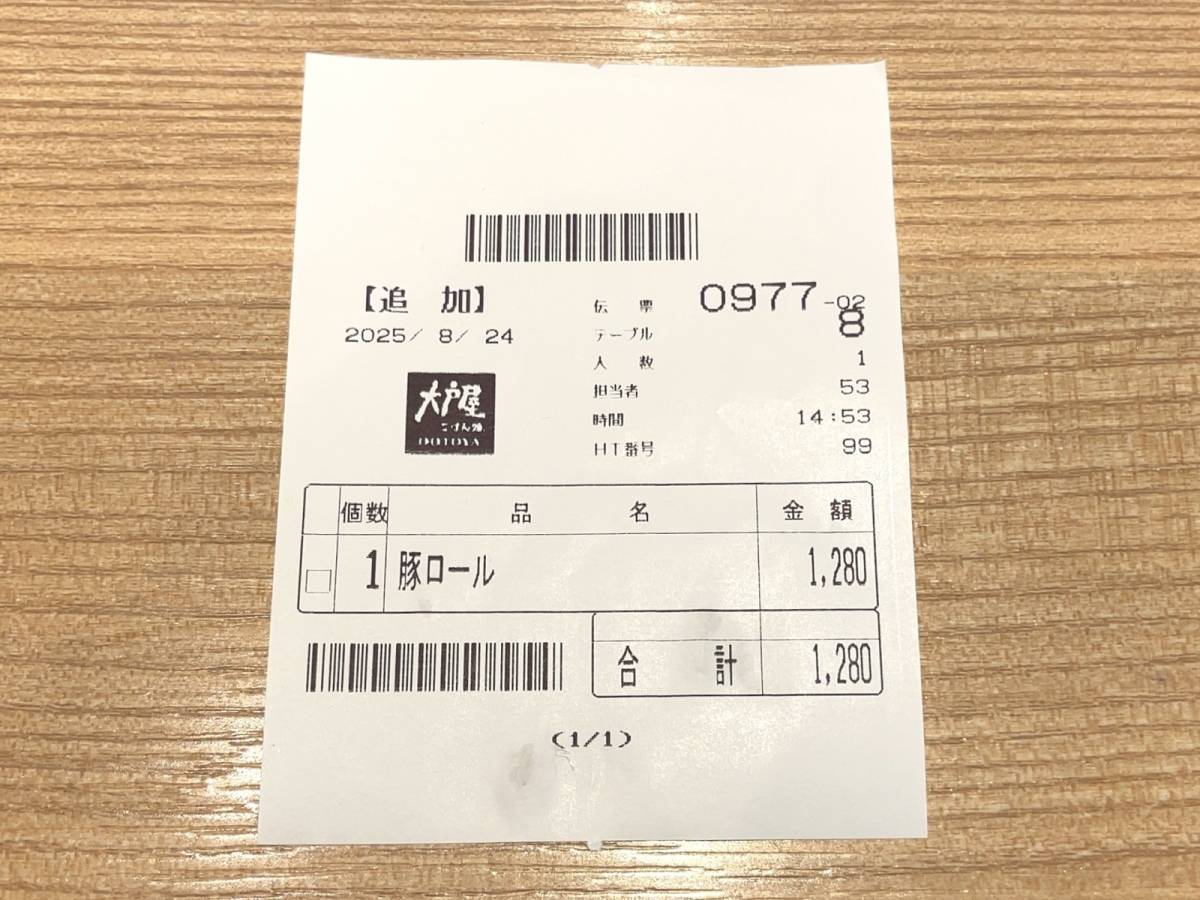 【追 加】
2025/ 8/ 24
大戸屋
ごはん処
OOTOYA
伝 票 0977-02
テーブル 8
人 数 1
担当者 53
時間 14:53
HT番号 99
個数 品 名 金 額
1 豚ロール 1,280
合 計 1,280
(1/1)